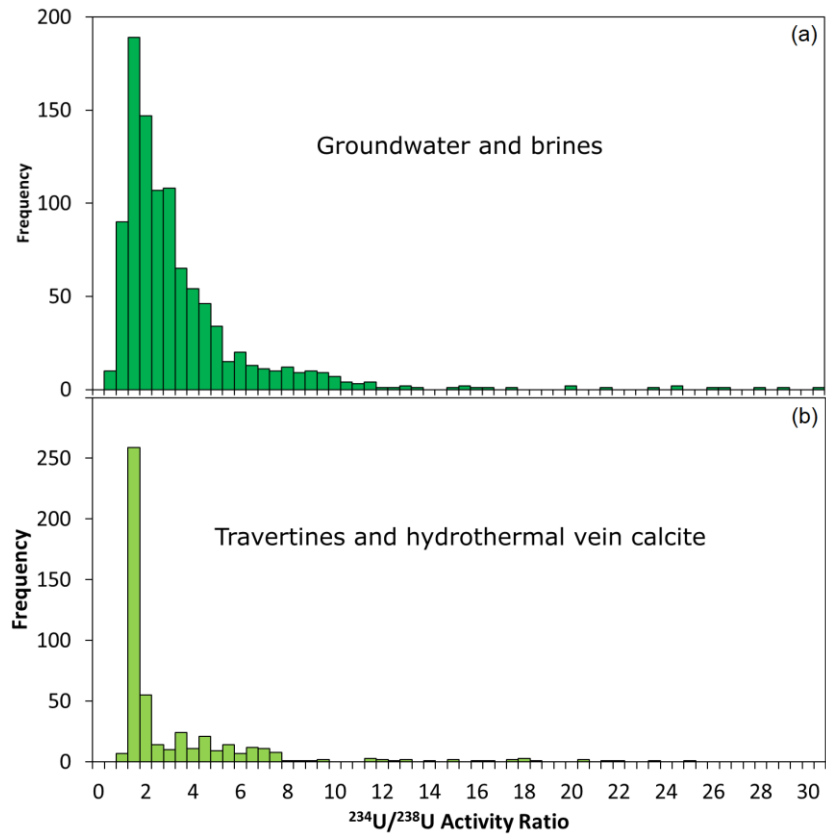 (a)
200
150
100
50
0
Frequency
Groundwater and brines
(b)
250
200
150
100
50
0
Frequency
Travertines and hydrothermal vein calcite
0 2 4 6 8 10 12 14 16 18 20 22 24 26 28 30
²³⁴U/²³⁸U Activity Ratio